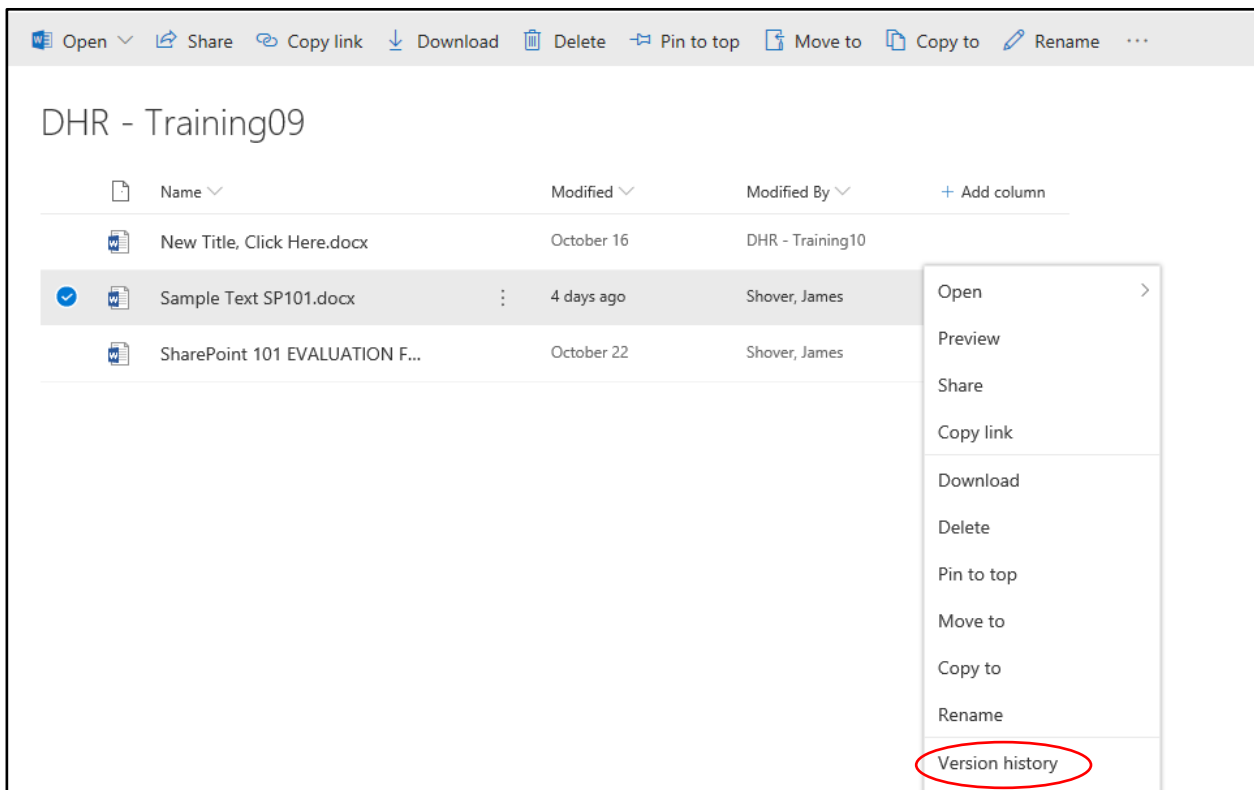 Open Share Copy link Download Delete Pin to top Move to Copy to Rename ...
DHR - Training09
Name Modified Modified By + Add column
New Title, Click Here.docx October 16 DHR - Training10
Sample Text SP101.docx 4 days ago Shover, James
SharePoint 101 EVALUATION F... October 22 Shover, James
Open
Preview
Share
Copy link
Download
Delete
Pin to top
Move to
Copy to
Rename
Version history